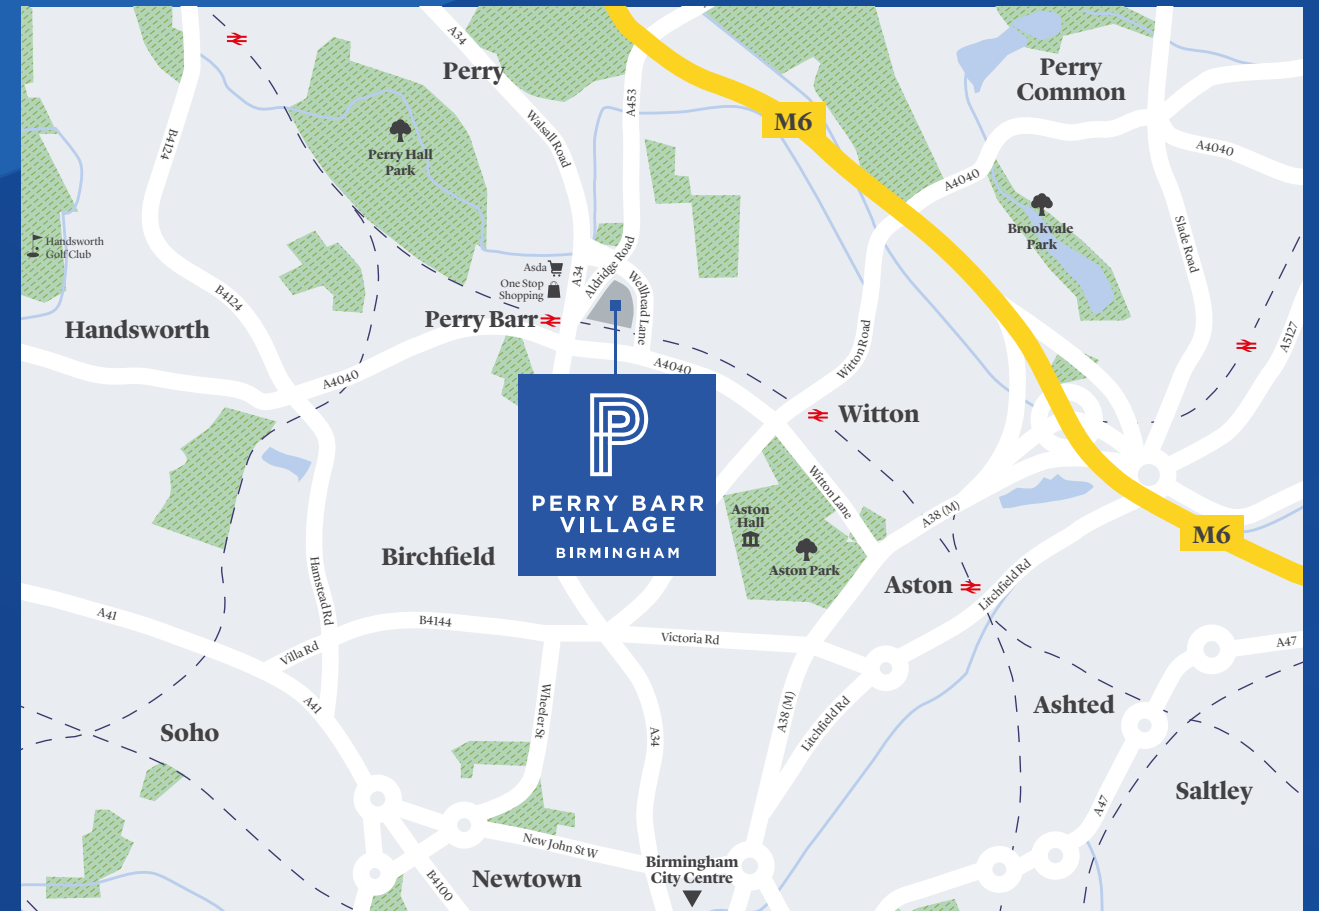 A34
Perry
A453
Walsall Road
M6
Perry
Common
A4040
A4040
B4124
Perry Hall
Park
Brookvale
Park
Slade Road
Handsworth
Golf Club
Asda
One Stop
Shopping
A34
Aldridge Road
Wellhead Lane
B4124
Handsworth
Perry Barr
A4040
A4040
Witton Road
A5127
Witton
PERRY BARR
VILLAGE
BIRMINGHAM
Witton Lane
Aston
Hall
Aston Park
A38 (M)
M6
Birchfield
Hamstead Rd
Aston
Litchfield Rd
A41
B4144
Villa Rd
Victoria Rd
A47
A41
Soho
Wheeler St
A34
A38 (M)
Litchfield Rd
Ashted
Saltley
A47
New John St W
Birmingham
City Centre
Newtown
B4100